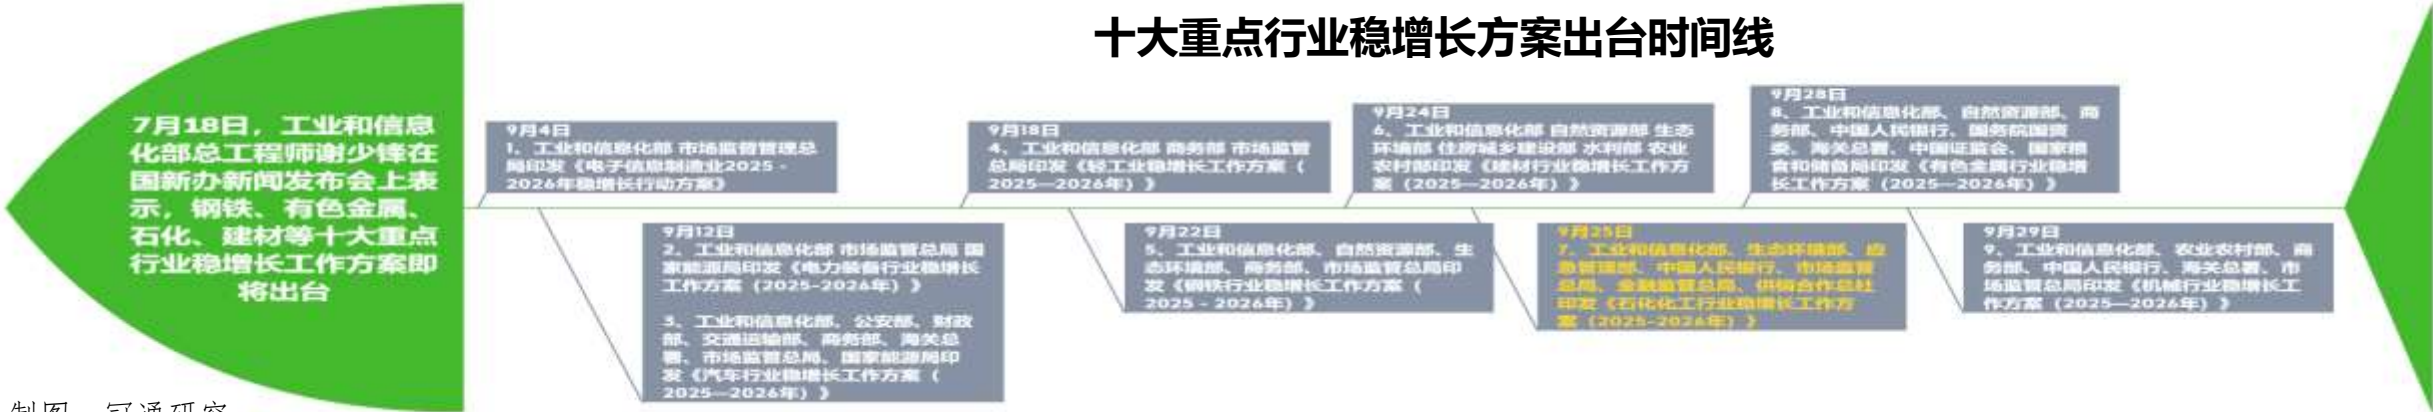 十大重点行业稳增长方案出台时间线
7月18日，工业和信息
化部总工程师谢少锋在
国新办新闻发布会上表
示，钢铁、有色金属、
石化、建材等十大重点
行业稳增长工作方案即
将出台
9月4日
1、工业和信息化部 市场监督管理总
局印发《电子信息制造业2025 -
2026年稳增长行动方案》
9月12日
2、工业和信息化部 市场监管总局 国
家能源局印发《电力装备行业稳增长
工作方案（2025-2026年）》
3、工业和信息化部、公安部、财政
部、交通运输部、商务部、海关总
署、市场监管总局、国家能源局印
发《汽车行业稳增长工作方案（
2025—2026年）》
9月18日
4、工业和信息化部 商务部 市场监管
总局印发《轻工业稳增长工作方案（
2025—2026年）》
9月22日
5、工业和信息化部、自然资源部、生
态环境部、商务部、市场监管总局印
发《钢铁行业稳增长工作方案（
2025 - 2026年）》
9月24日
6、工业和信息化部 自然资源部 生态
环境部 住房城乡建设部 水利部 农业
农村部印发《建材行业稳增长工作方
案（2025—2026年）》
9月25日
7、工业和信息化部、生态环境部、应
急管理部、中国人民银行、市场监管
总局、金融监管总局、供销合作总社
印发《石化化工行业稳增长工作方
案（2025-2026年）》
9月28日
8、工业和信息化部、自然资源部、商
务部、中国人民银行、国务院国资
委、海关总署、中国证监会、国家粮
食和储备局印发《有色金属行业稳增
长工作方案（2025—2026年）》
9月29日
9、工业和信息化部、农业农村部、商
务部、中国人民银行、海关总署、市
场监管总局印发《机械行业稳增长工
作方案（2025—2026年）》
制图：冠通研究